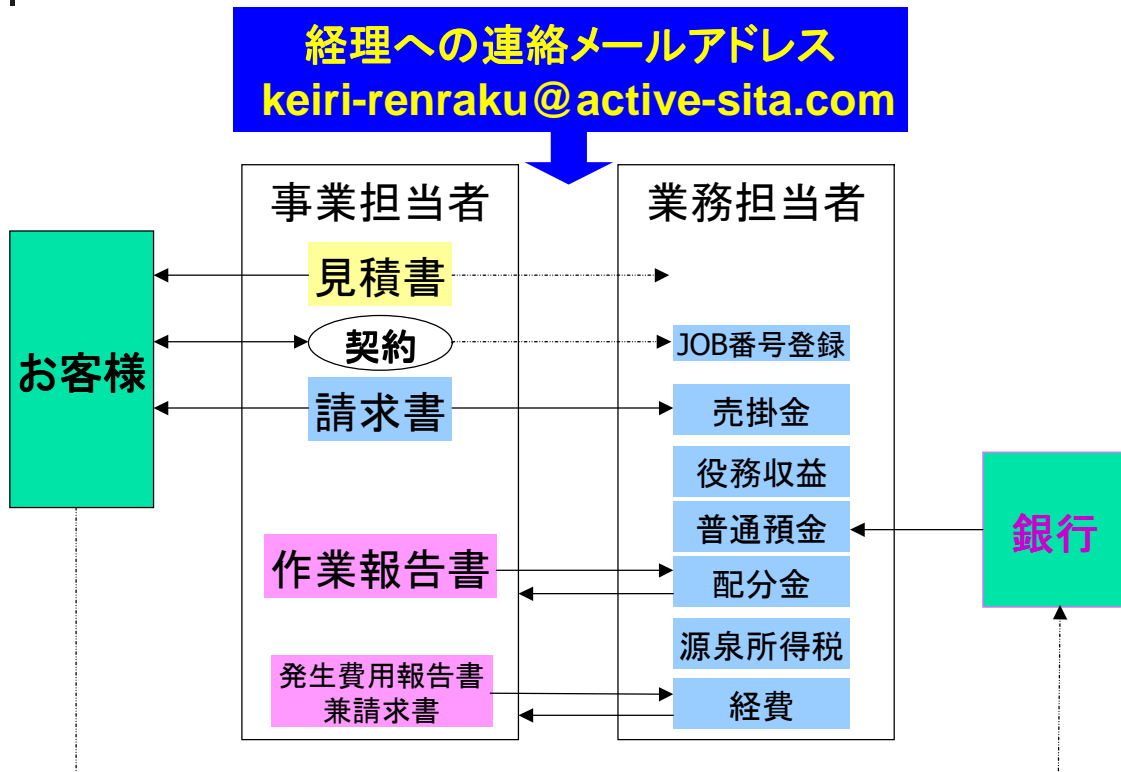 経理への連絡メールアドレス
keiri-renraku@active-sita.com
事業担当者
業務担当者
見積書
契約
JOB番号登録
お客様
請求書
売掛金
役務収益
普通預金
銀行
作業報告書
配分金
源泉所得税
発生費用報告書
兼請求書
経費